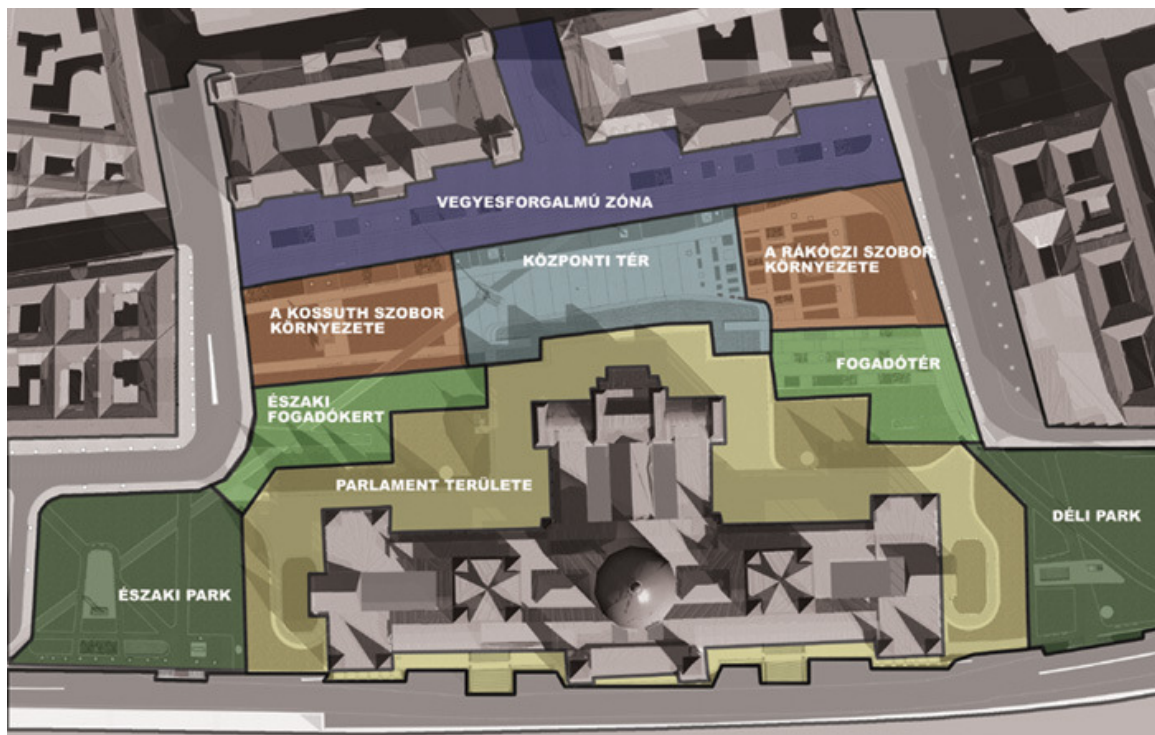 VEGYESFORGALMÚ ZÓNA
KÖZPONTI TÉR
A RÁKÓCZI SZOBOR
KÖRNYEZETE
A KOSSUTH SZOBOR
KÖRNYEZETE
FOGADÓTÉR
ÉSZAKI
FOGADÓKERT
PARLAMENT TERÜLETE
DÉLI PARK
ÉSZAKI PARK